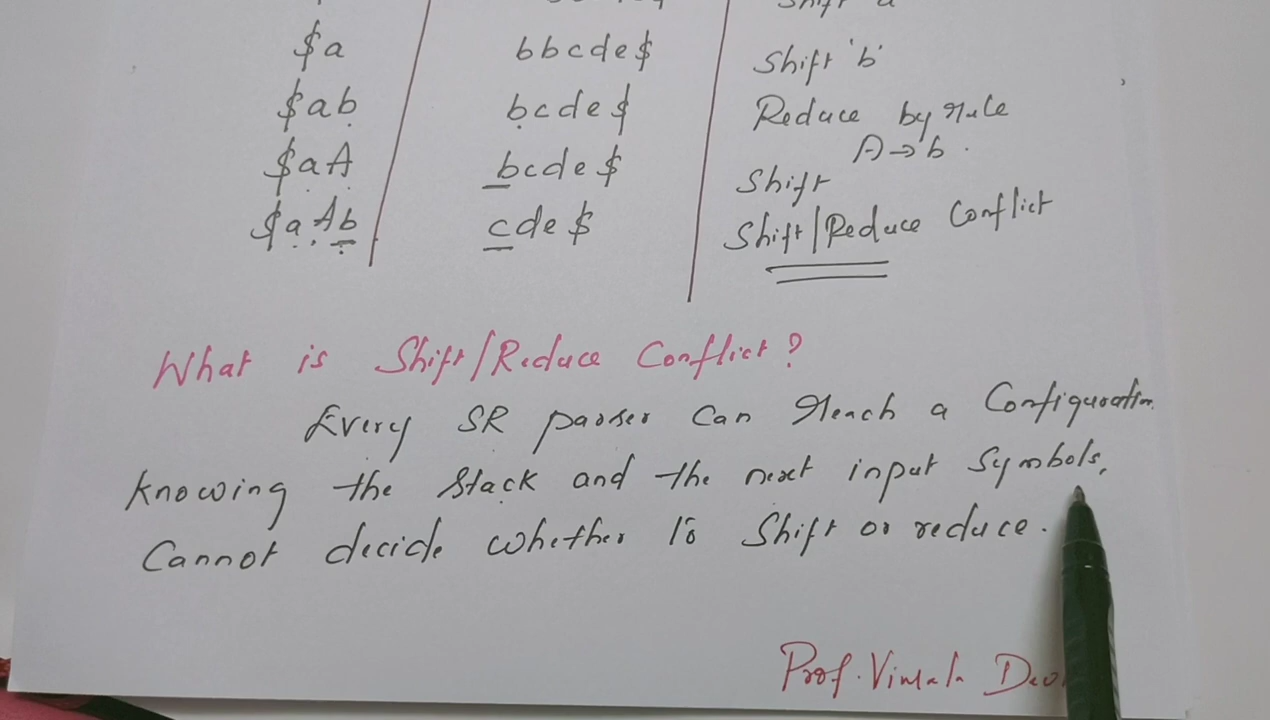 $a bbcde$ Shift 'b'
$ab bcde$ Reduce by rule
A→b.
$aA bcde$ Shift
$aAb cde$ Shift/Reduce Conflict
What is Shift/Reduce Conflict?
Every SR parser can reach a Configuration
knowing the stack and the next input symbols,
Cannot decide whether to Shift or reduce.
Prof. Vimala